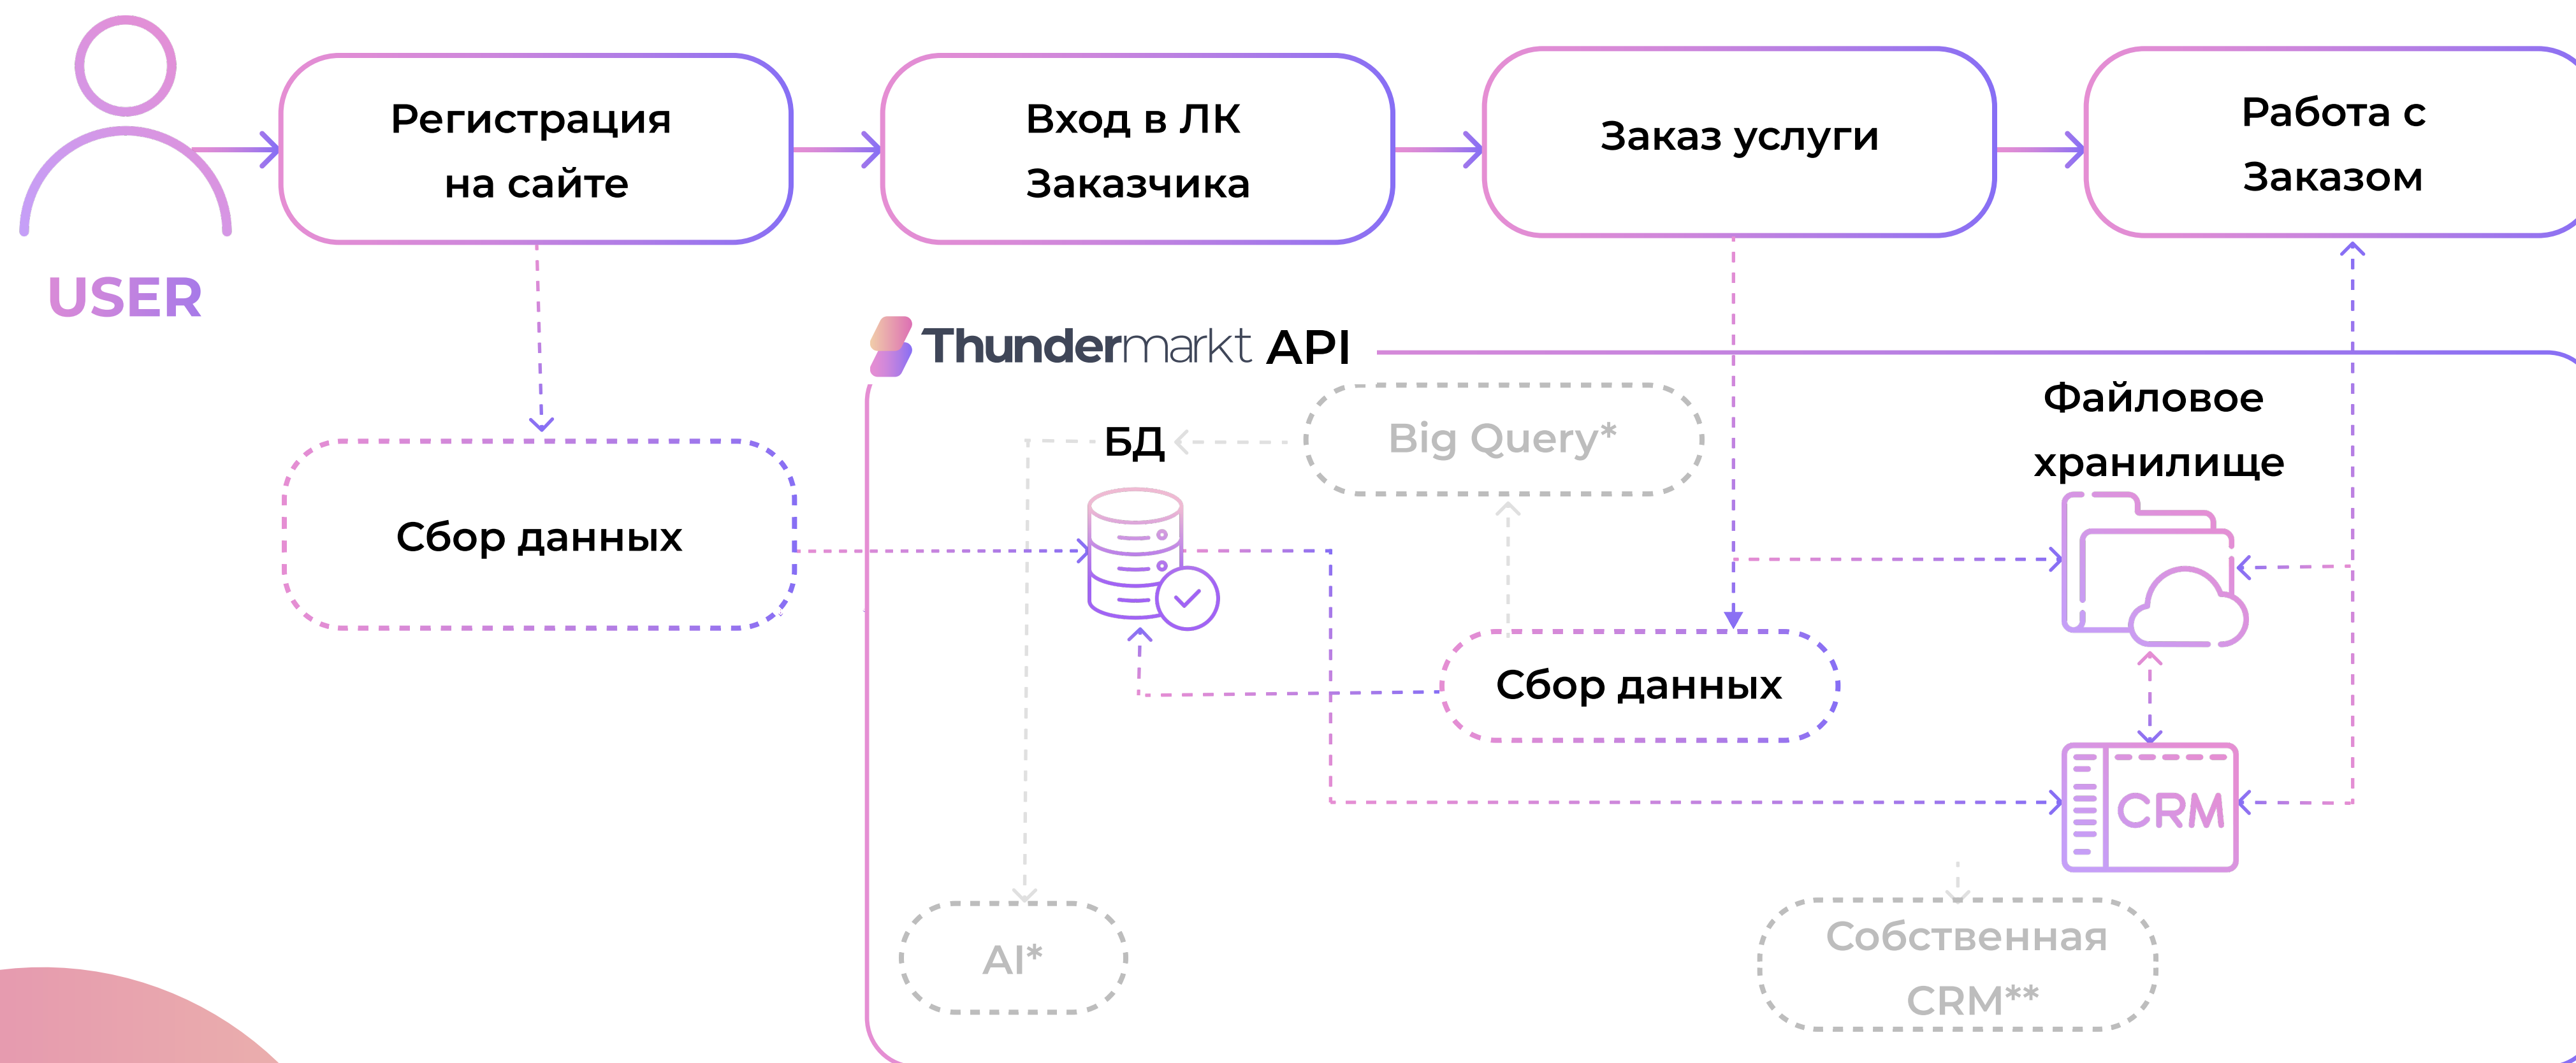 Регистрация
на сайте
Вход в ЛК
Заказчика
Заказ услуги
Работа с
Заказом
USER
Thundermarkt API
Файловое
хранилище
БД
Big Query*
Сбор данных
Сбор данных
CRM
AI*
Собственная
CRM**